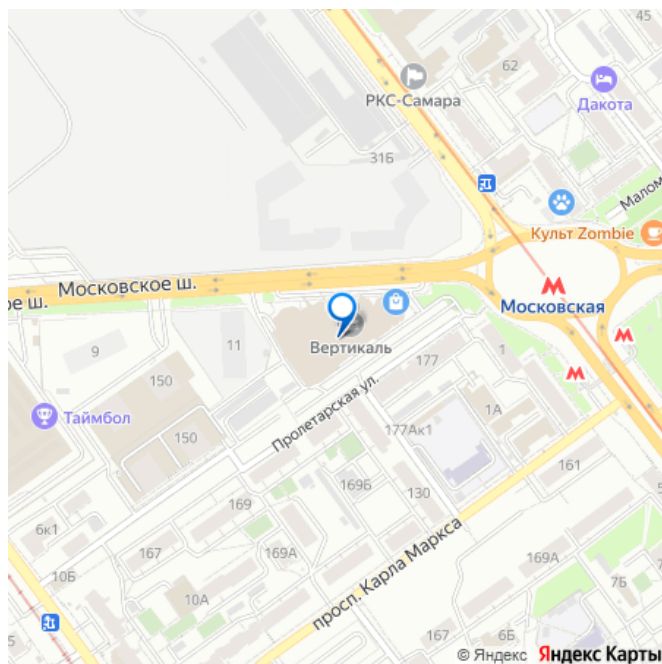 62
РКС-Самара
Дакота
31Б
Малом
Культ Zombie
Московское ш.
ое ш.
Московская
Вертикаль
11
9
177
1
150
Таймбол
150
Пролетарская ул.
1А
177Ак1
161
169
169Б
130
6к1
167
169А
просп. Карла Маркса
169А
10Б
10А
7Б
167
6Б
© Яндекс Яндекс Карты